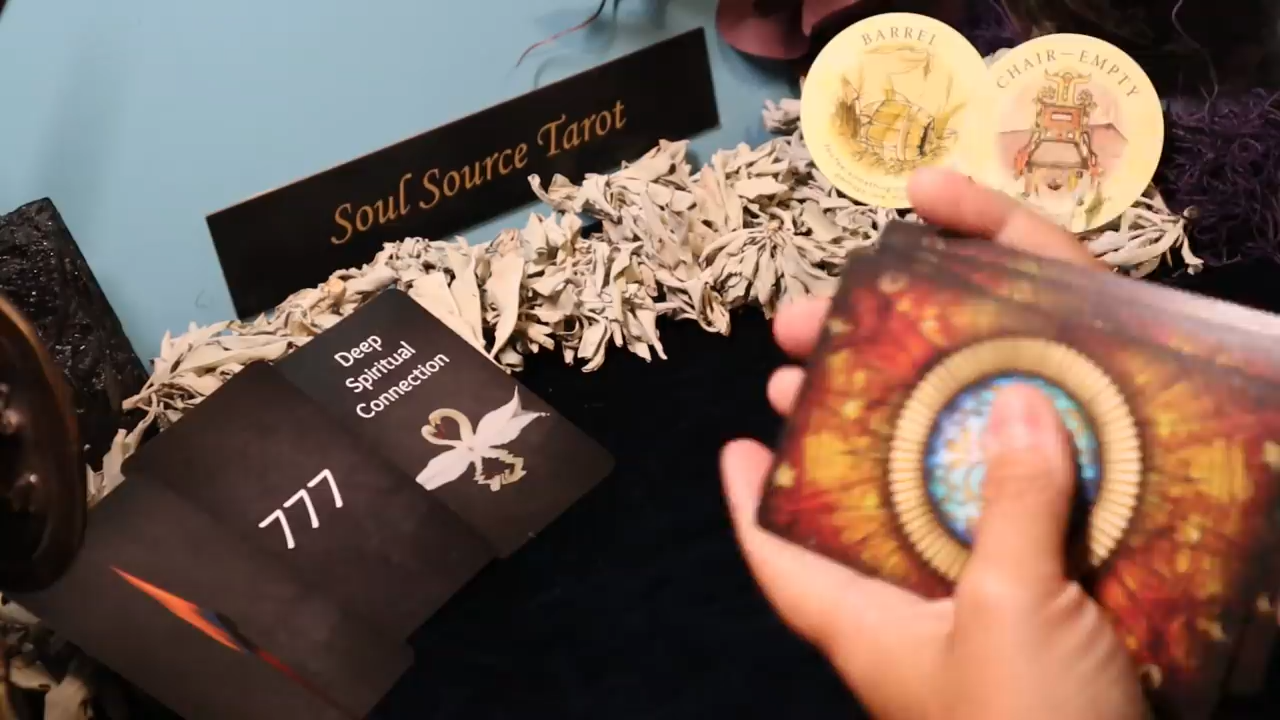 Soul Source Tarot
BARREL
CHAIR—EMPTY
Deep
Spiritual
Connection
777